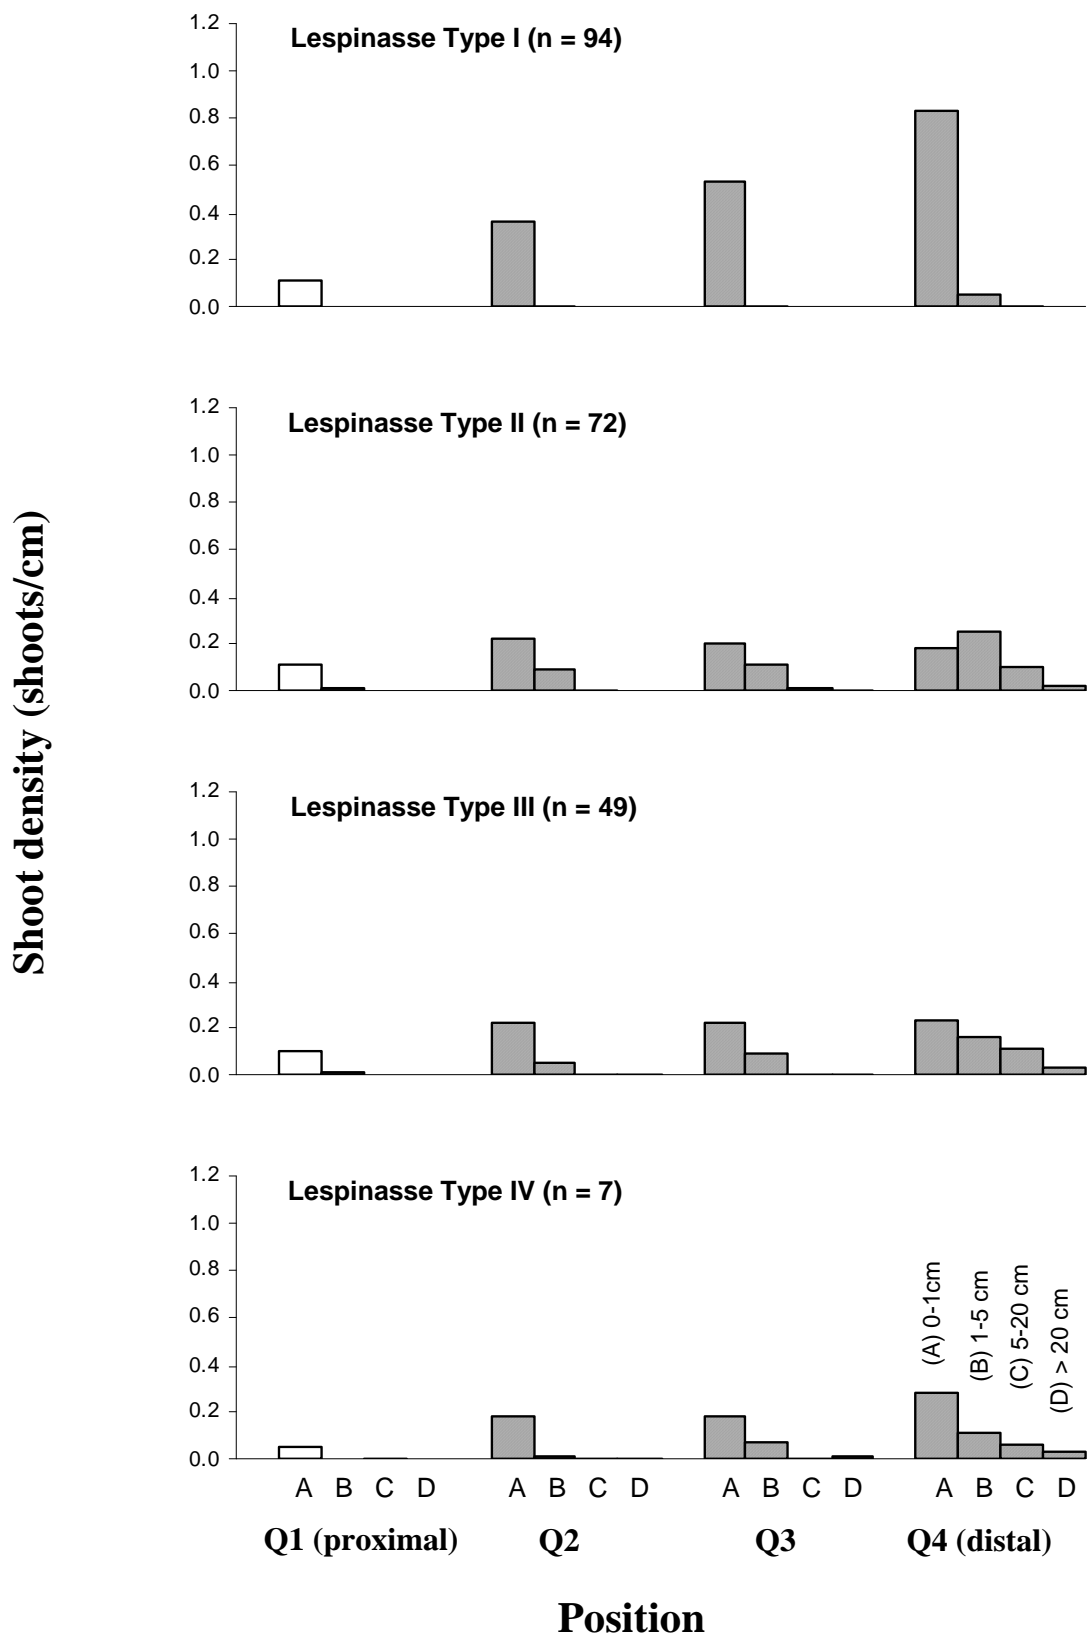 Shoot density (shoots/cm)
Lespinasse Type I (n = 94)
1.2
1.0
0.8
0.6
0.4
0.2
0.0
Lespinasse Type II (n = 72)
1.2
1.0
0.8
0.6
0.4
0.2
0.0
Lespinasse Type III (n = 49)
1.2
1.0
0.8
0.6
0.4
0.2
0.0
Lespinasse Type IV (n = 7)
1.2
1.0
0.8
0.6
0.4
0.2
0.0
(A) 0-1cm
(B) 1-5 cm
(C) 5-20 cm
(D) > 20 cm
A B C D A B C D A B C D A B C D
Q1 (proximal) Q2 Q3 Q4 (distal)
Position